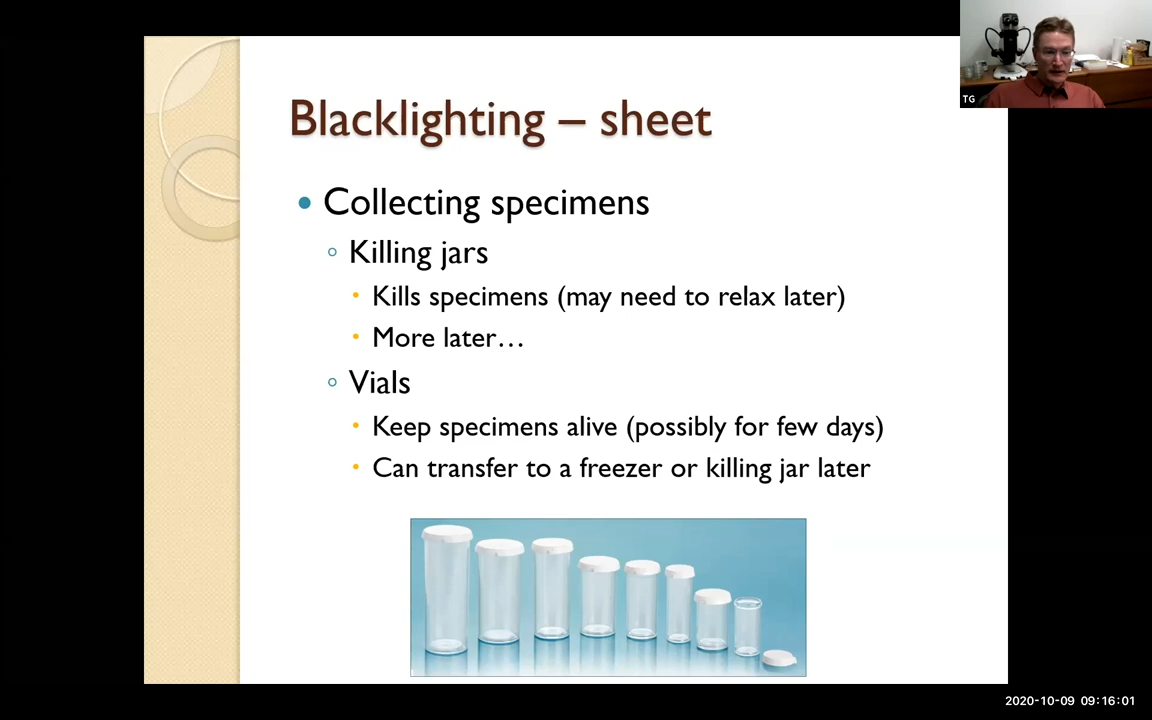 TG
Blacklighting – sheet
• Collecting specimens
◦ Killing jars
• Kills specimens (may need to relax later)
• More later…
◦ Vials
• Keep specimens alive (possibly for few days)
• Can transfer to a freezer or killing jar later
2020-10-09 09:16:01